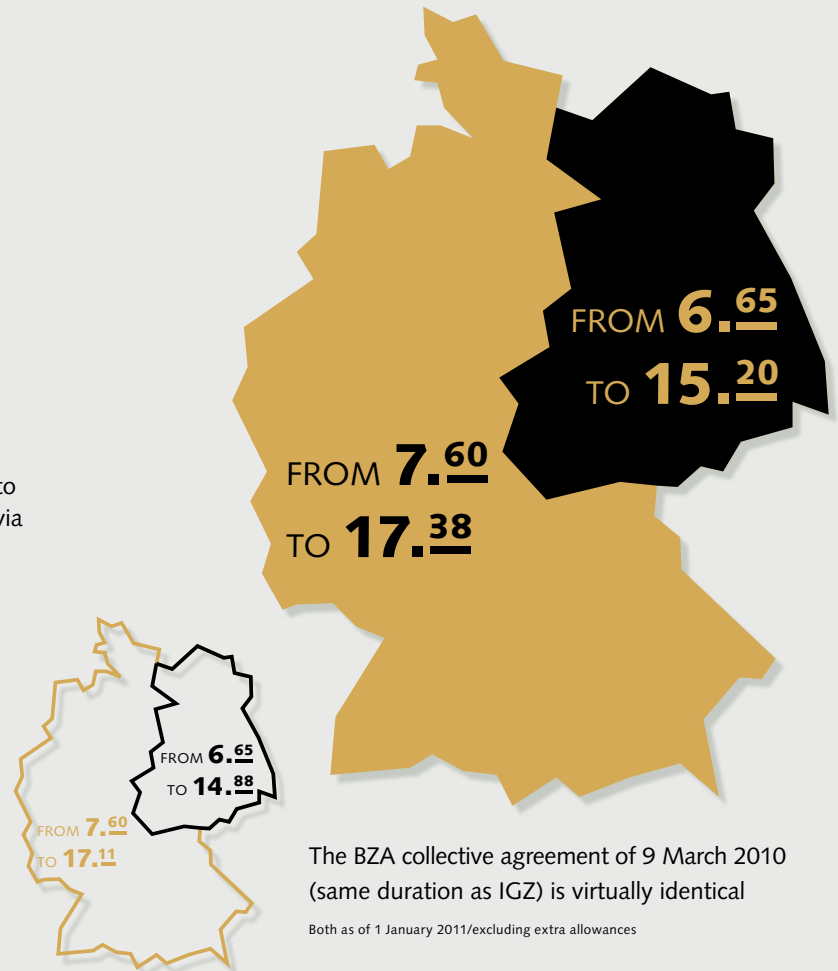 FROM 6.65
TO 15.20
FROM 7.60
TO 17.38
to
via
FROM 6.65
TO 14.88
FROM 7.60
TO 17.11
The BZA collective agreement of 9 March 2010
(same duration as IGZ) is virtually identical
Both as of 1 January 2011/excluding extra allowances